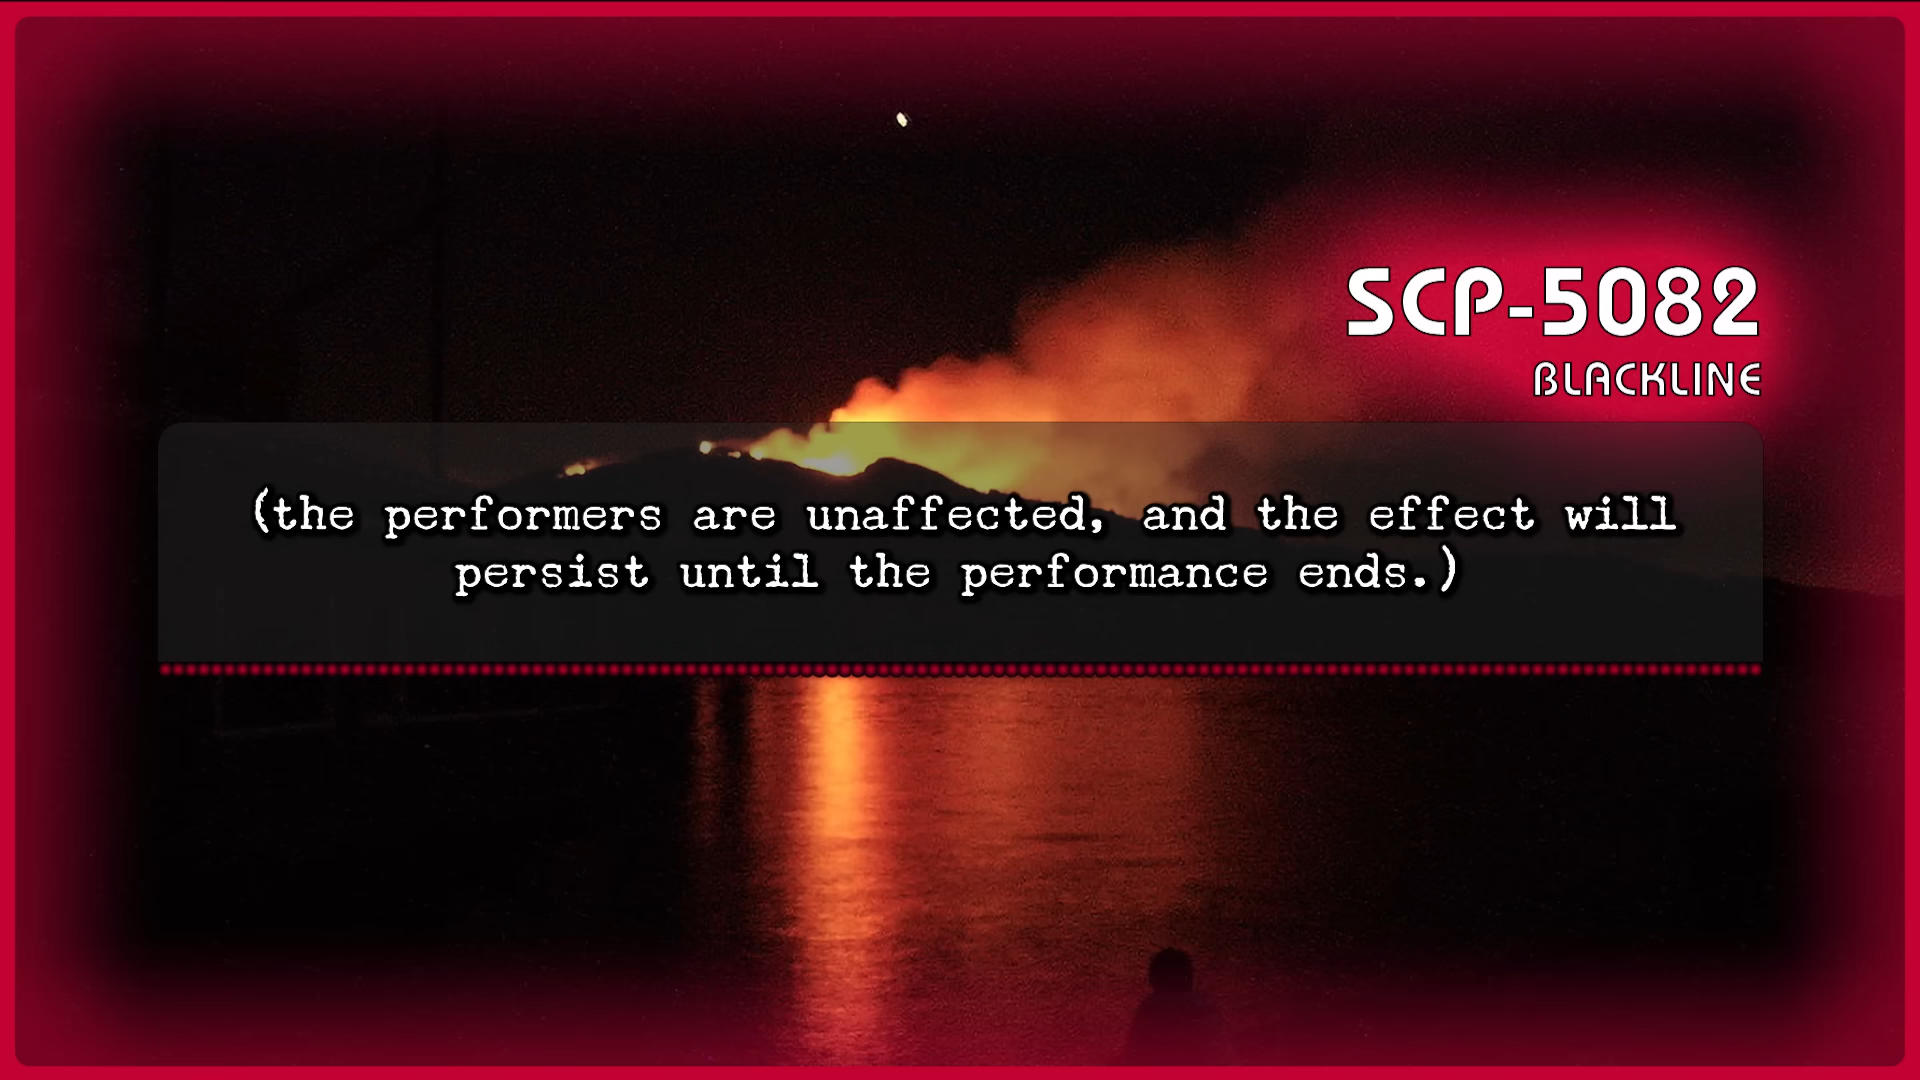 SCP-5082
BLACKLINE
(the performers are unaffected, and the effect will
persist until the performance ends.)